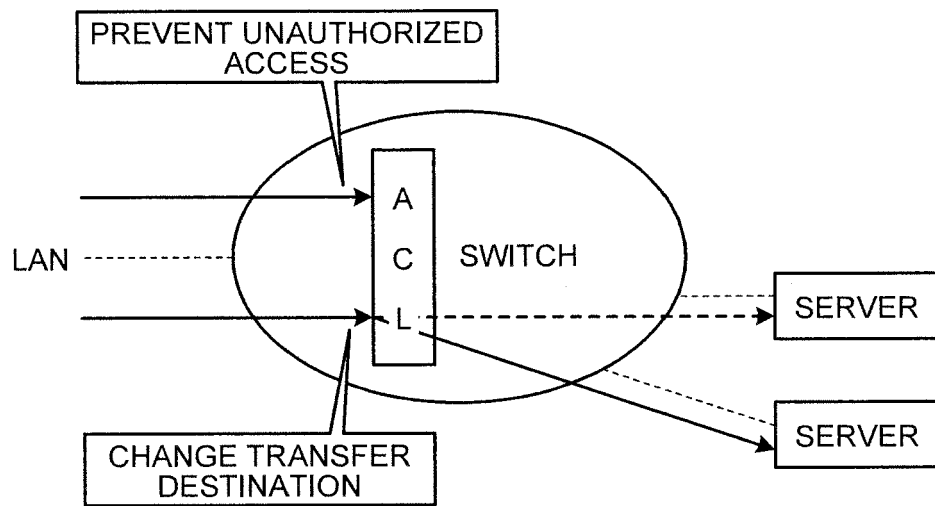 PREVENT UNAUTHORIZED
ACCESS
A
C
L
SWITCH
LAN
SERVER
SERVER
CHANGE TRANSFER
DESTINATION